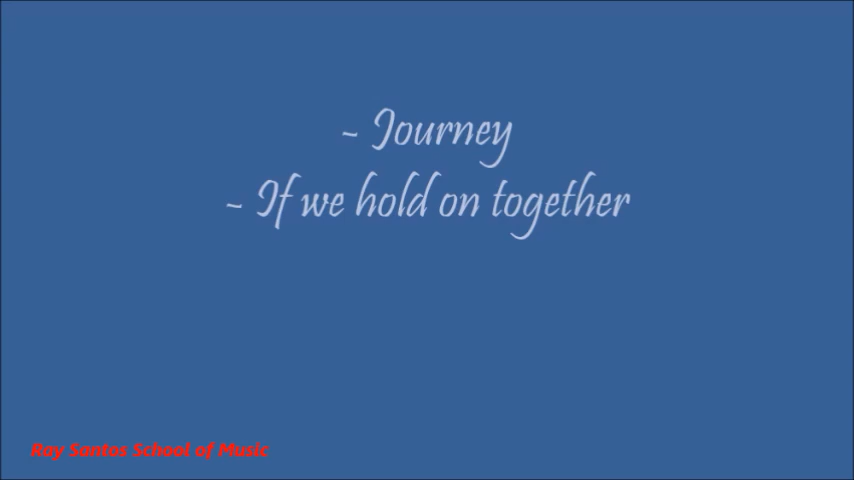 - Journey
- If we hold on together
Ray Santos School of Music